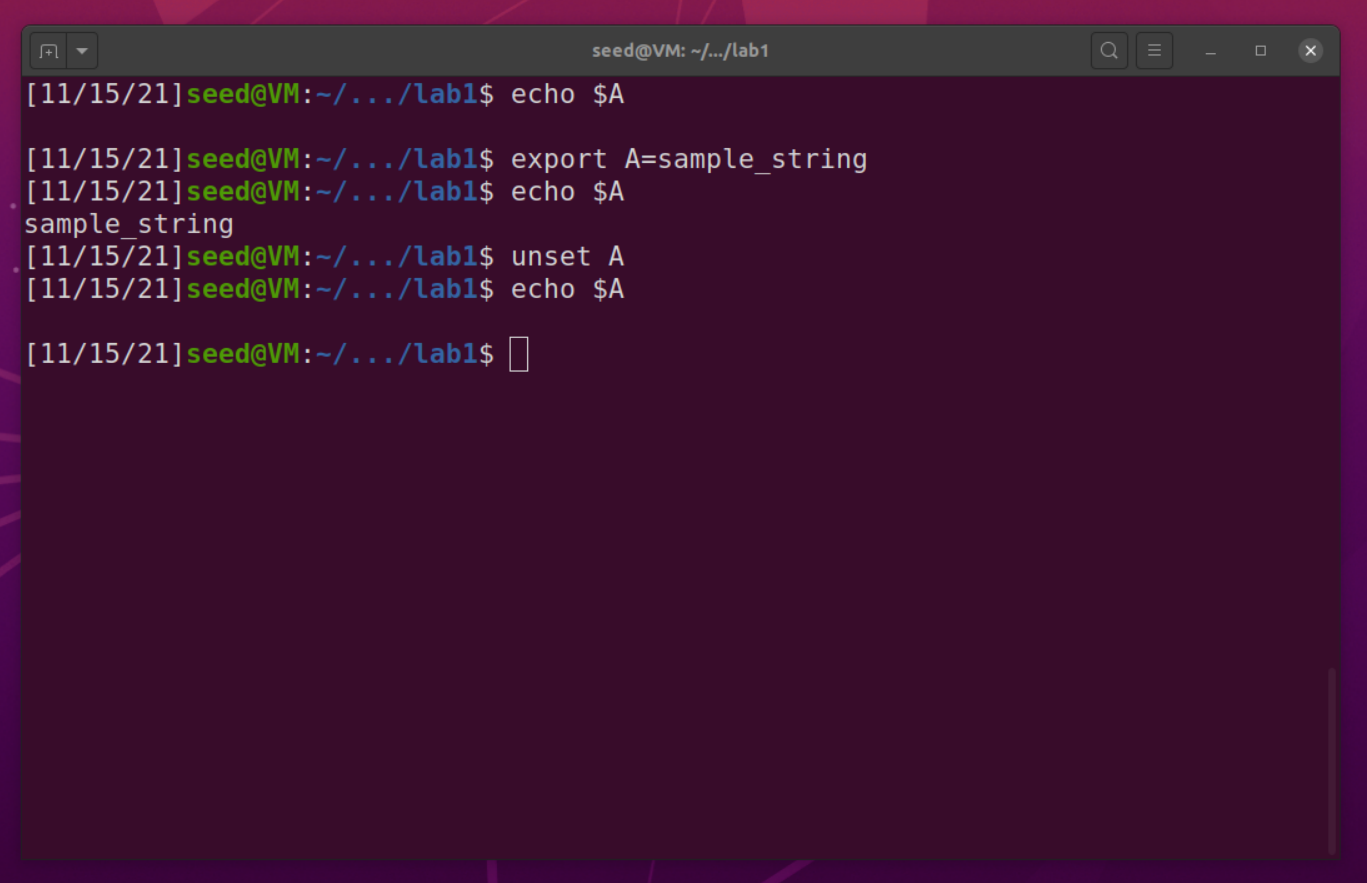 seed@VM: ~/.../lab1
[11/15/21]seed@VM:~/.../lab1$ echo $A
[11/15/21]seed@VM:~/.../lab1$ export A=sample_string
[11/15/21]seed@VM:~/.../lab1$ echo $A
sample_string
[11/15/21]seed@VM:~/.../lab1$ unset A
[11/15/21]seed@VM:~/.../lab1$ echo $A
[11/15/21]seed@VM:~/.../lab1$